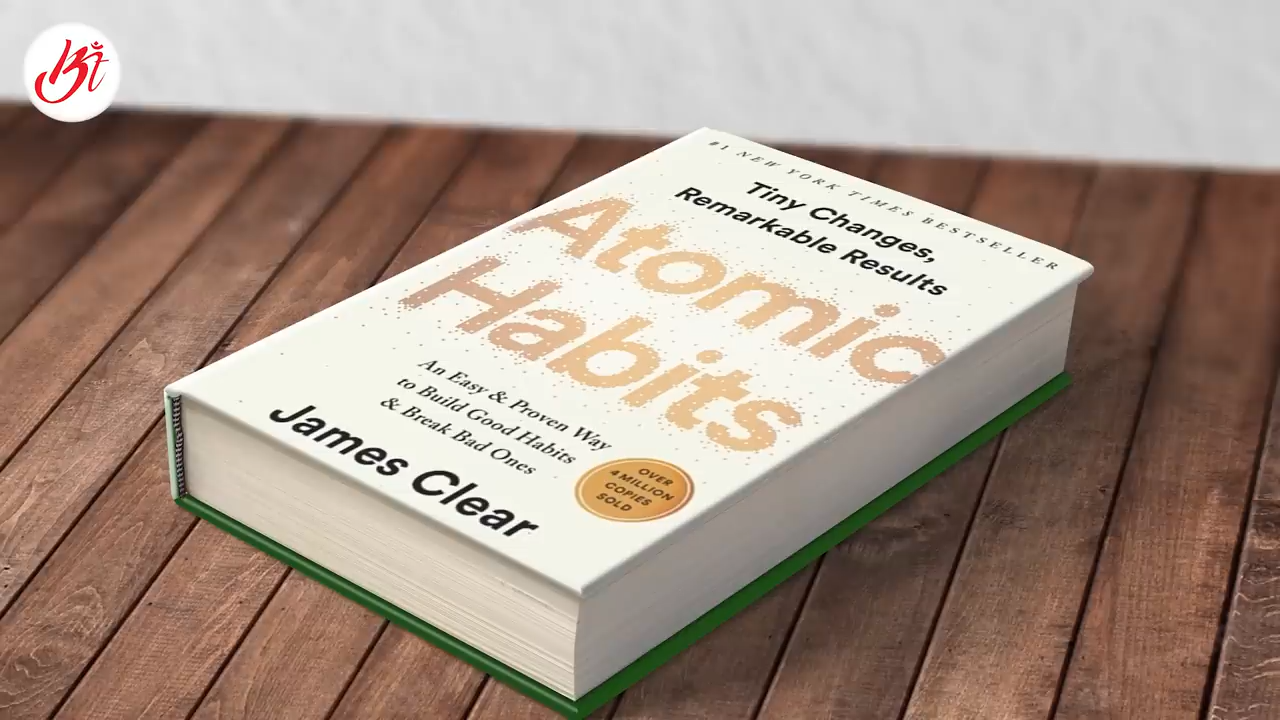 #1 NEW YORK TIMES BESTSELLER
Tiny Changes,
Remarkable Results
Atomic
Habits
An Easy & Proven Way
to Build Good Habits
& Break Bad Ones
James Clear
OVER
4 MILLION
COPIES
SOLD